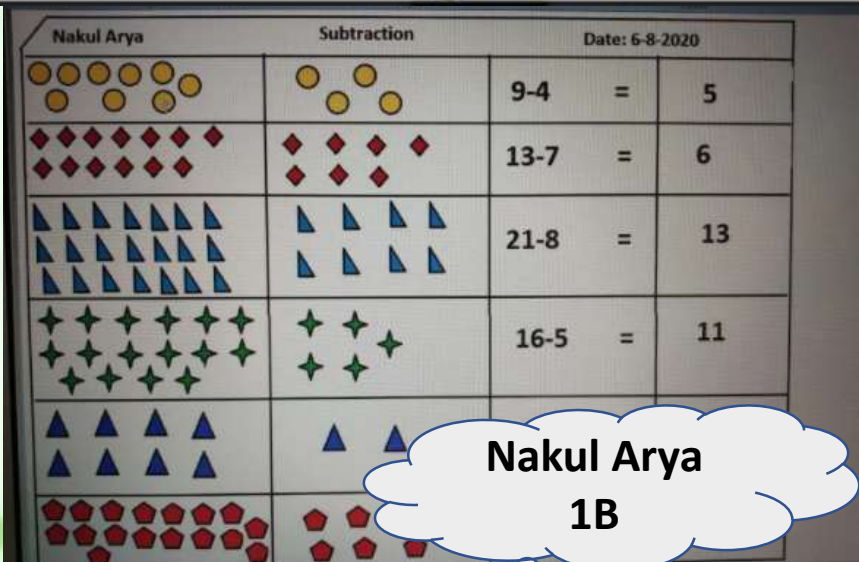 Nakul Arya Subtraction Date: 6-8-2020
9-4 = 5
13-7 = 6
21-8 = 13
16-5 = 11
Nakul Arya
1B